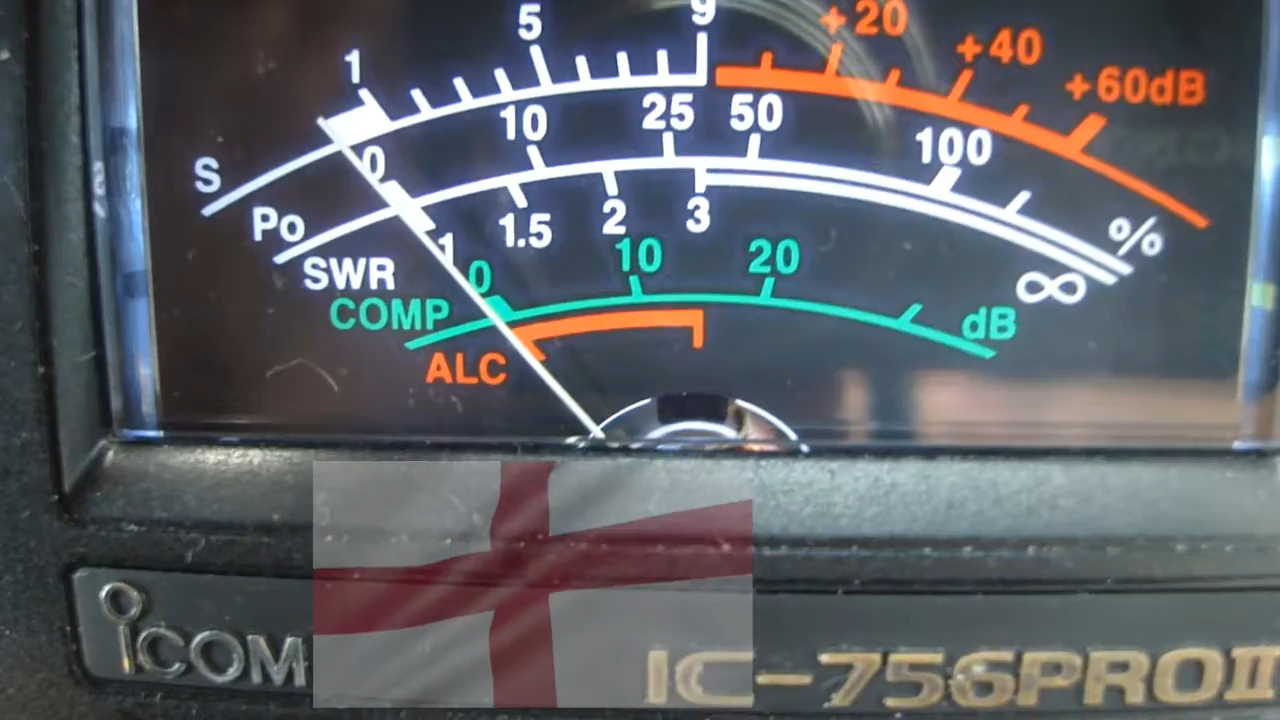 1 5 9 +20 +40 +60dB
S
0 10 25 50 100 %
Po
SWR 1 1.5 2 3 ∞
COMP 0 10 20 dB
ALC
iCOM IC-756PROII